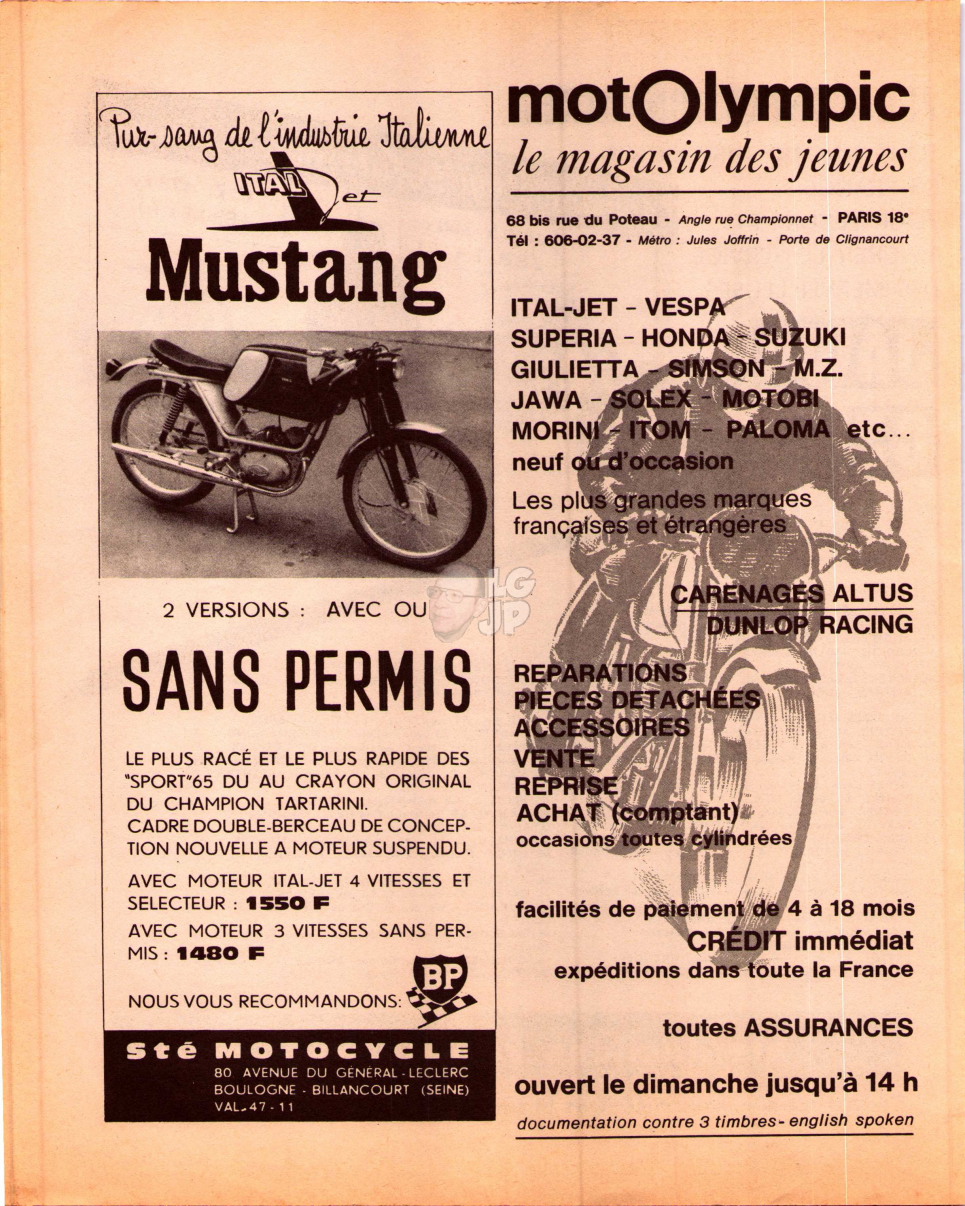 Pur-sang de l'industrie Italienne
ITAL Jet
Mustang
2 VERSIONS : AVEC OU
SANS PERMIS
LE PLUS RACÉ ET LE PLUS RAPIDE DES
"SPORT"65 DU AU CRAYON ORIGINAL
DU CHAMPION TARTARINI.
CADRE DOUBLE-BERCEAU DE CONCEP-
TION NOUVELLE A MOTEUR SUSPENDU.
AVEC MOTEUR ITAL-JET 4 VITESSES ET
SELECTEUR : 1550 F
AVEC MOTEUR 3 VITESSES SANS PER-
MIS : 1480 F
NOUS VOUS RECOMMANDONS:
BP
Sté MOTOCYCLE
80 AVENUE DU GÉNÉRAL-LECLERC
BOULOGNE - BILLANCOURT (SEINE)
VAL.47-11
motOlympic
le magasin des jeunes
68 bis rue du Poteau - Angle rue Championnet - PARIS 18e
Tél : 606-02-37 - Métro : Jules Joffrin - Porte de Clignancourt
ITAL-JET - VESPA
SUPERIA - HONDA - SUZUKI
GIULIETTA - SIMSON - M.Z.
JAWA - SOLEX - MOTOBI
MORINI - ITOM - PALOMA etc...
neuf ou d'occasion
Les plus grandes marques
françaises et étrangères
CARENAGES ALTUS
DUNLOP RACING
REPARATIONS
PIECES DETACHÉES
ACCESSOIRES
VENTE
REPRISE
ACHAT (comptant)
occasions toutes cylindrées
facilités de paiement de 4 à 18 mois
CRÉDIT immédiat
expéditions dans toute la France
toutes ASSURANCES
ouvert le dimanche jusqu'à 14 h
documentation contre 3 timbres - english spoken
LG
JP